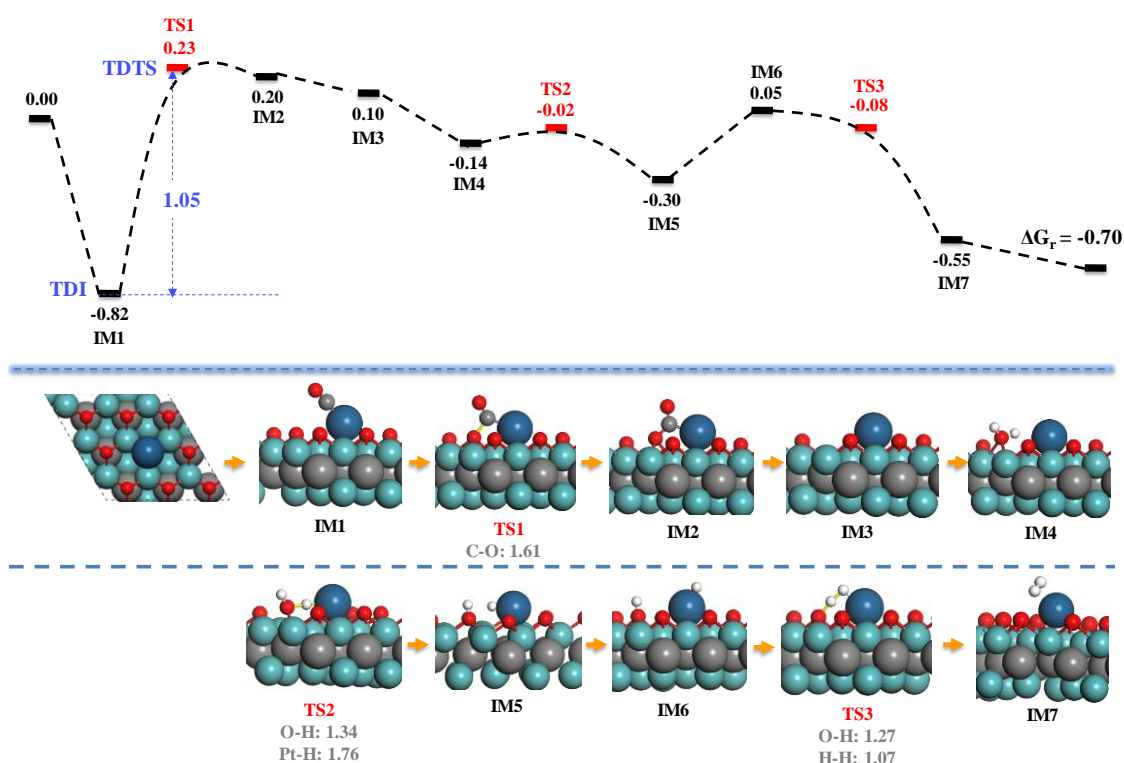 TS1
0.23
TDTS
0.00
0.20
IM2
0.10
IM3
-0.14
IM4
TS2
-0.02
-0.30
IM5
IM6
0.05
TS3
-0.08
1.05
TDI
-0.82
IM1
-0.55
IM7
ΔGr = -0.70
IM1
TS1
C-O: 1.61
IM2
IM3
IM4
TS2
O-H: 1.34
Pt-H: 1.76
IM5
IM6
TS3
O-H: 1.27
H-H: 1.07
IM7